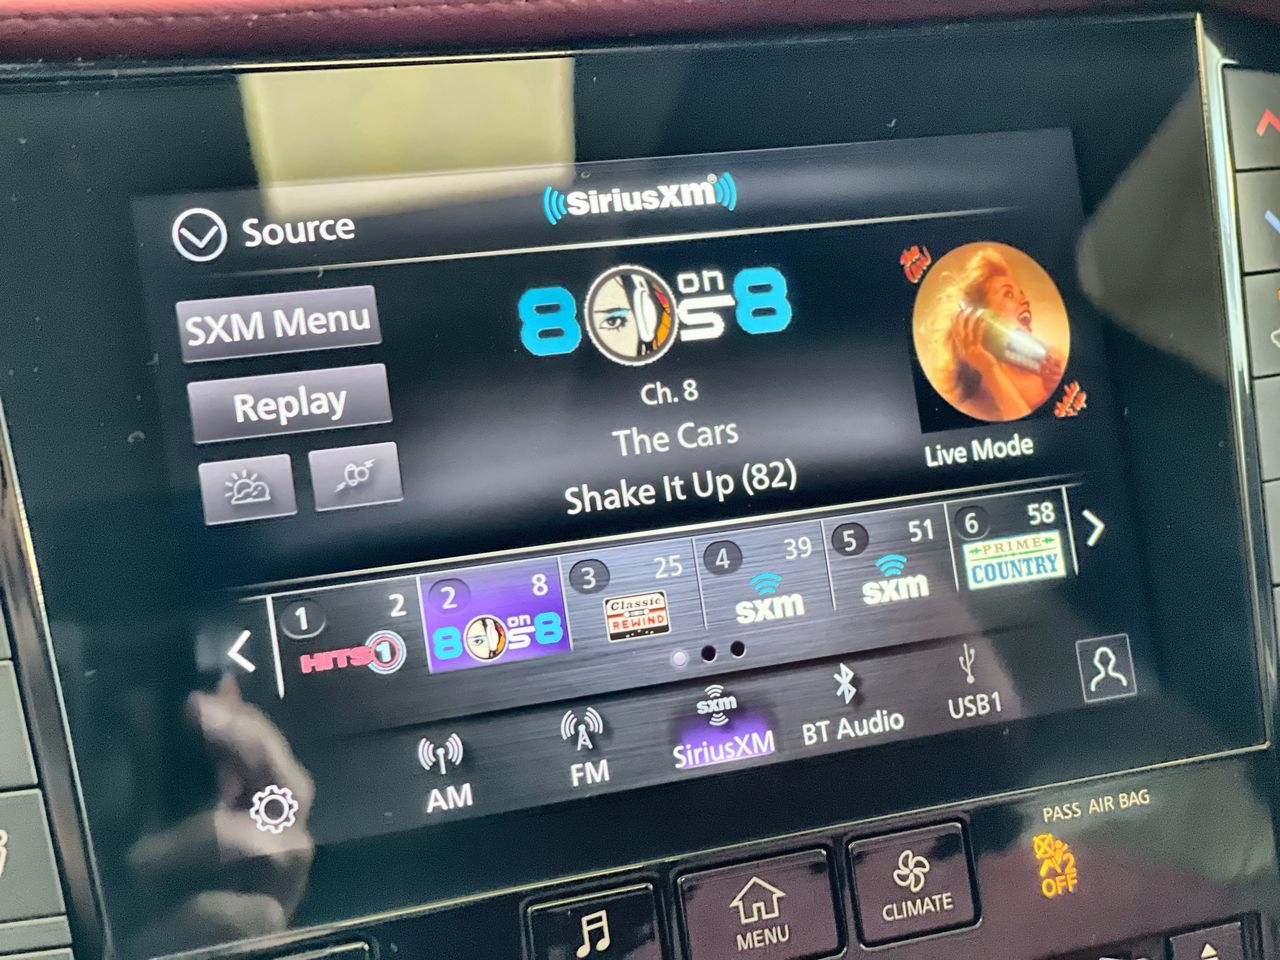 SiriusXM
Source
SXM Menu
Replay
80s on 8
Ch. 8
The Cars
Shake It Up (82)
Live Mode
1 2
HITS 1
2 8
80s on 8
3 25
Classic
REWIND
4 39
sxm
5 51
sxm
6 58
PRIME
COUNTRY
AM
FM
sxm
SiriusXM
BT Audio
USB1
PASS AIR BAG
2
OFF
MENU
CLIMATE